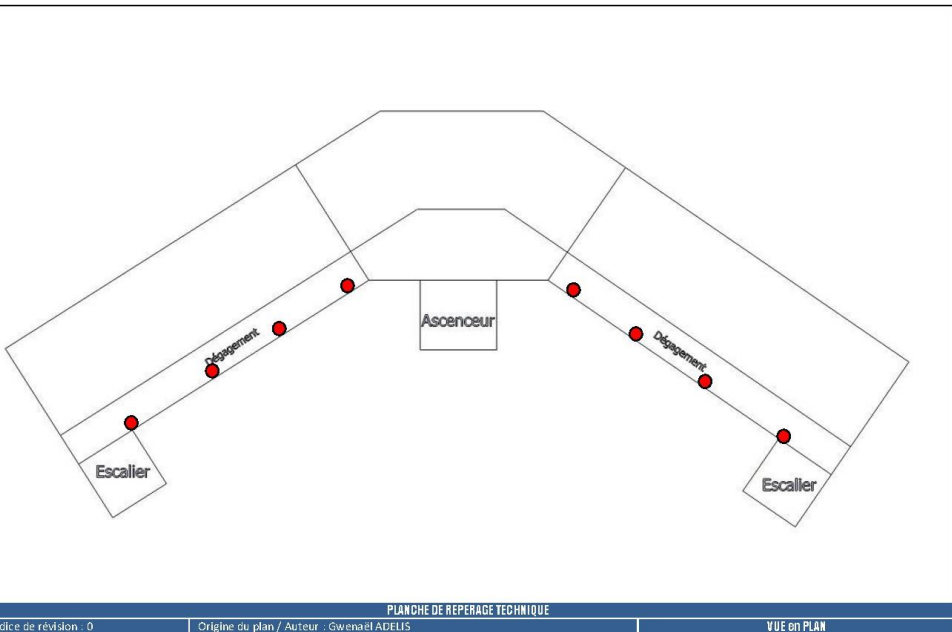 Ascenceur
Dégagement
Dégagement
Escalier
Escalier
PLANCHE DE REPERAGE TECHNIQUE
dice de révision : 0
Origine du plan / Auteur : Gwenaël ADELIS
VUE en PLAN